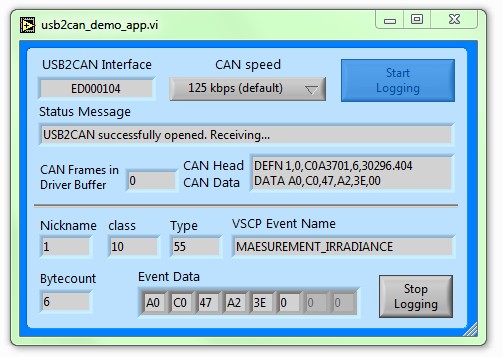 usb2can_demo_app.vi
USB2CAN Interface
CAN speed
ED000104
125 kbps (default)
Start
Logging
Status Message
USB2CAN successfully opened. Receiving...
CAN Frames in
Driver Buffer
0
CAN Head
CAN Data
DEFN 1,0,C0A3701,6,30296.404
DATA A0,C0,47,A2,3E,00
Nickname
class
Type
VSCP Event Name
1
10
55
MAESUREMENT_IRRADIANCE
Bytecount
Event Data
6
A0 C0 47 A2 3E 0 0 0
Stop
Logging